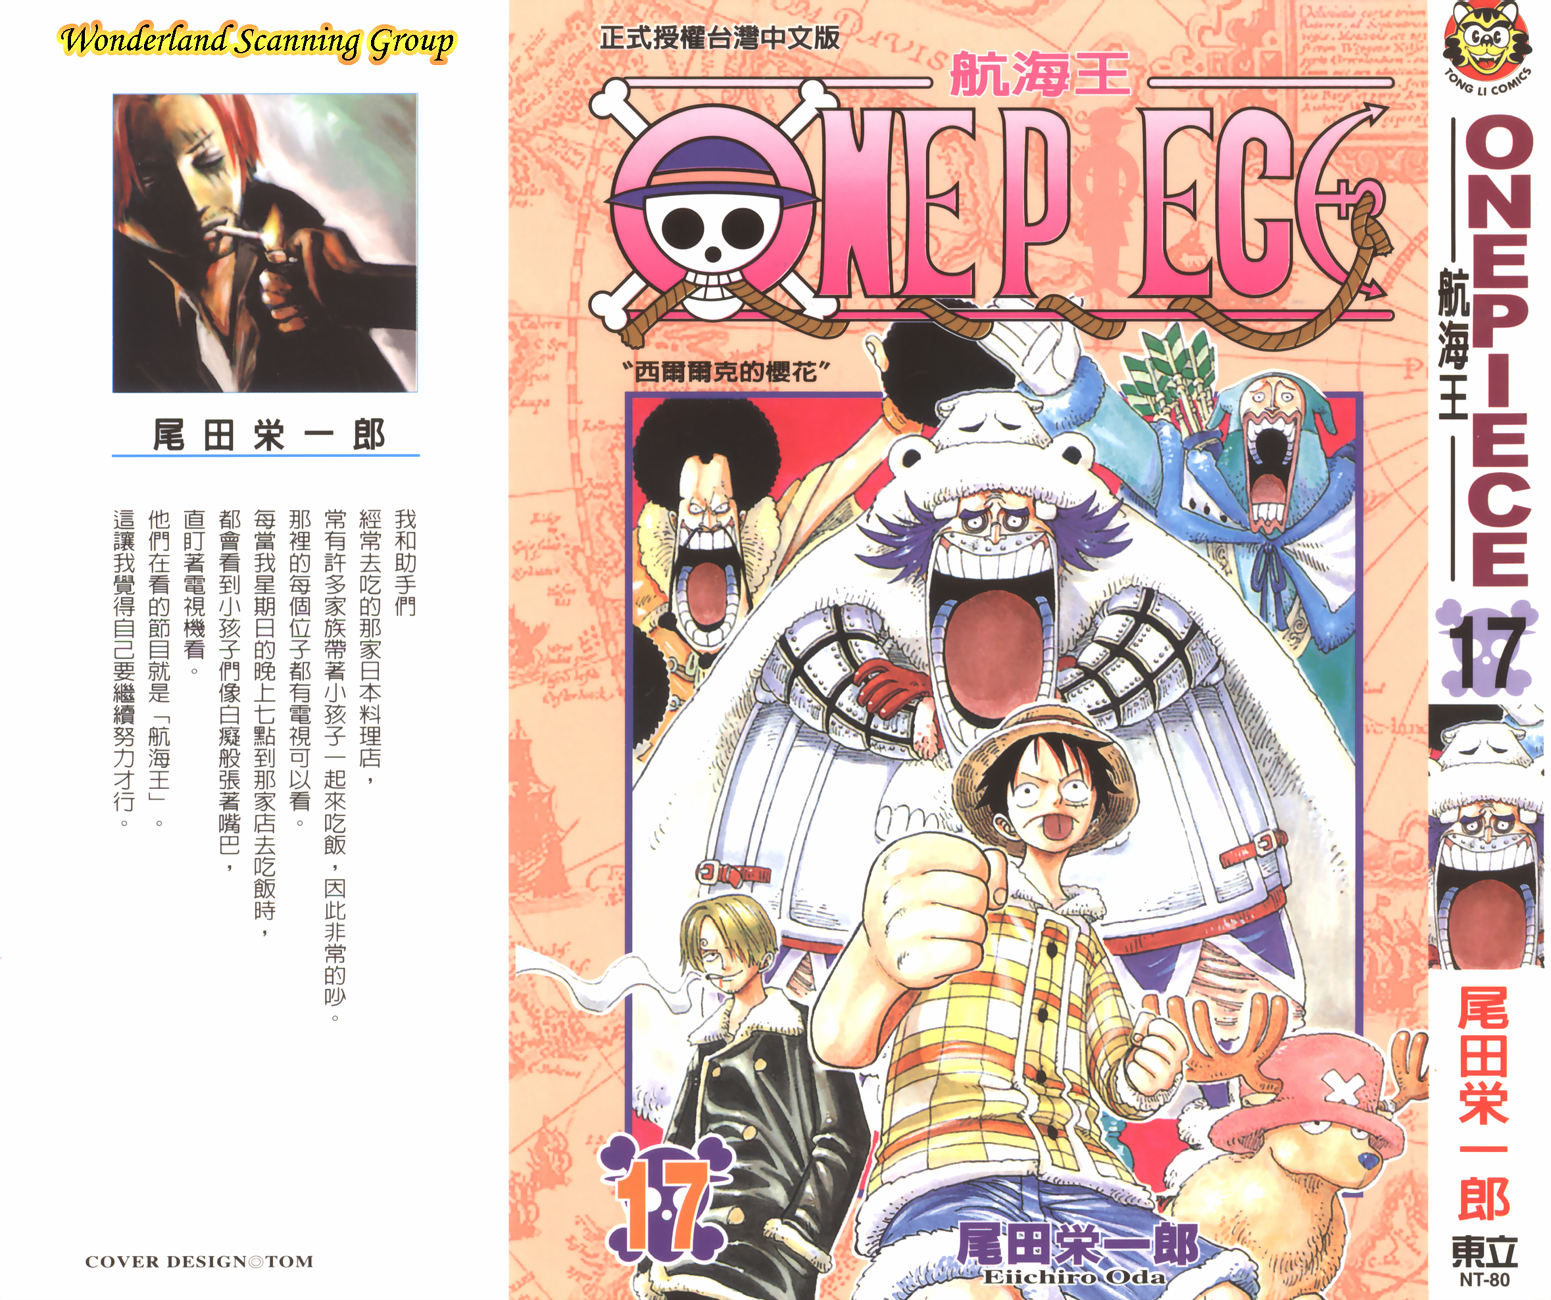 Wonderland Scanning Group
尾田栄一郎
我和助手們
經常去吃的那家日本料理店，
常有許多家族帶著小孩子一起來吃飯，因此非常的吵。
那裡的每個位子都有電視可以看。
每當我星期日的晚上七點到那家店去吃飯時，
都會看到小孩子們像白癡般張著嘴巴，
直盯著電視機看。
他們在看的節目就是「航海王」。
這讓我覺得自己要繼續努力才行。
COVER DESIGN◎TOM
正式授權台灣中文版
航海王
ONE PIECE
"西爾爾克的櫻花"
17
尾田栄一郎
Eiichiro Oda
TONG LI COMICS
ONE PIECE
航海王
17
尾田栄一郎
東立
NT-80